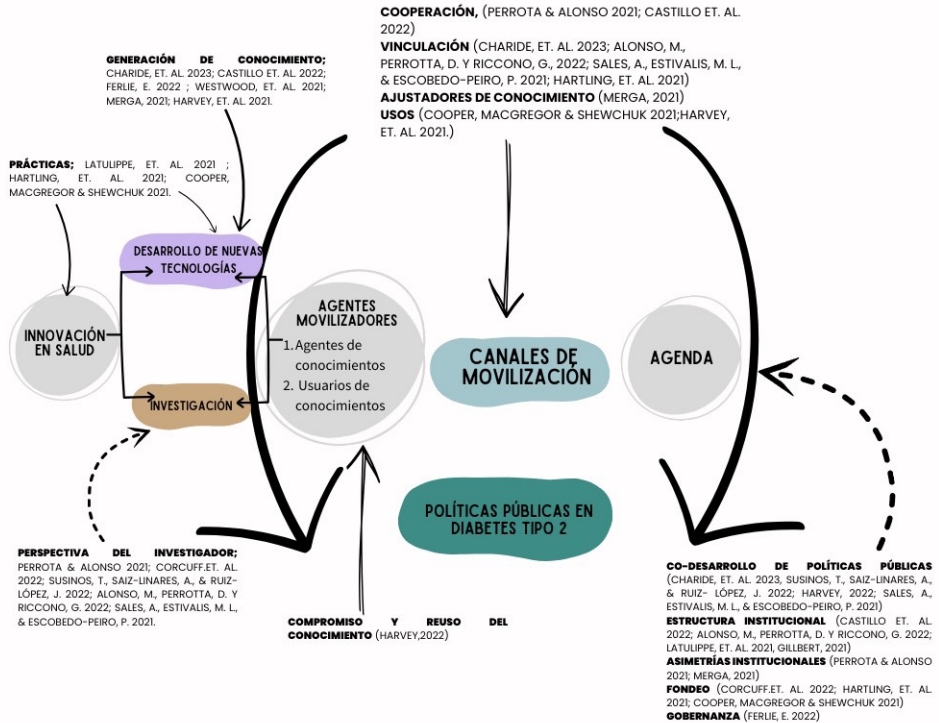 COOPERACIÓN, (PERROTA & ALONSO 2021; CASTILLO ET. AL.
2022)
VINCULACIÓN (CHARIDE, ET. AL. 2023; ALONSO, M.,
PERROTTA, D. Y RICCONO, G., 2022; SALES, A., ESTIVALIS, M. L.,
& ESCOBEDO-PEIRO, P. 2021; HARTLING, ET. AL. 2021)
AJUSTADORES DE CONOCIMIENTO (MERGA, 2021)
USOS (COOPER, MACGREGOR & SHEWCHUK 2021;HARVEY,
ET. AL. 2021.)
GENERACIÓN DE CONOCIMIENTO;
CHARIDE, ET. AL. 2023; CASTILLO ET. AL. 2022;
FERLIE, E. 2022 ; WESTWOOD, ET. AL. 2021;
MERGA, 2021; HARVEY, ET. AL. 2021.
PRÁCTICAS; LATULIPPE, ET. AL. 2021 ;
HARTLING, ET. AL. 2021; COOPER,
MACGREGOR & SHEWCHUK 2021.
DESARROLLO DE NUEVAS
TECNOLOGÍAS
INNOVACIÓN
EN SALUD
INVESTIGACIÓN
AGENTES
MOVILIZADORES
1. Agentes de
conocimientos
2. Usuarios de
conocimientos
CANALES DE
MOVILIZACIÓN
AGENDA
POLÍTICAS PÚBLICAS EN
DIABETES TIPO 2
PERSPECTIVA DEL INVESTIGADOR;
PERROTA & ALONSO 2021; CORCUFF.ET. AL.
2022; SUSINOS, T., SAIZ-LINARES, A., & RUIZ-
LÓPEZ, J. 2022; ALONSO, M., PERROTTA, D. Y
RICCONO, G. 2022; SALES, A., ESTIVALIS, M. L.,
& ESCOBEDO-PEIRO, P. 2021.
COMPROMISO Y REUSO DEL
CONOCIMIENTO (HARVEY,2022)
CO-DESARROLLO DE POLÍTICAS PÚBLICAS
(CHARIDE, ET. AL. 2023, SUSINOS, T., SAIZ-LINARES, A.,
& RUIZ- LÓPEZ, J. 2022; HARVEY, 2022; SALES, A.,
ESTIVALIS, M. L., & ESCOBEDO-PEIRO, P. 2021)
ESTRUCTURA INSTITUCIONAL (CASTILLO ET. AL.
2022; ALONSO, M., PERROTTA, D. Y RICCONO, G. 2022;
LATULIPPE, ET. AL. 2021, GILLBERT, 2021)
ASIMETRÍAS INSTITUCIONALES (PERROTA & ALONSO
2021; MERGA, 2021)
FONDEO (CORCUFF.ET. AL. 2022; HARTLING, ET. AL.
2021; COOPER, MACGREGOR & SHEWCHUK 2021)
GOBERNANZA (FERLIE, E. 2022)